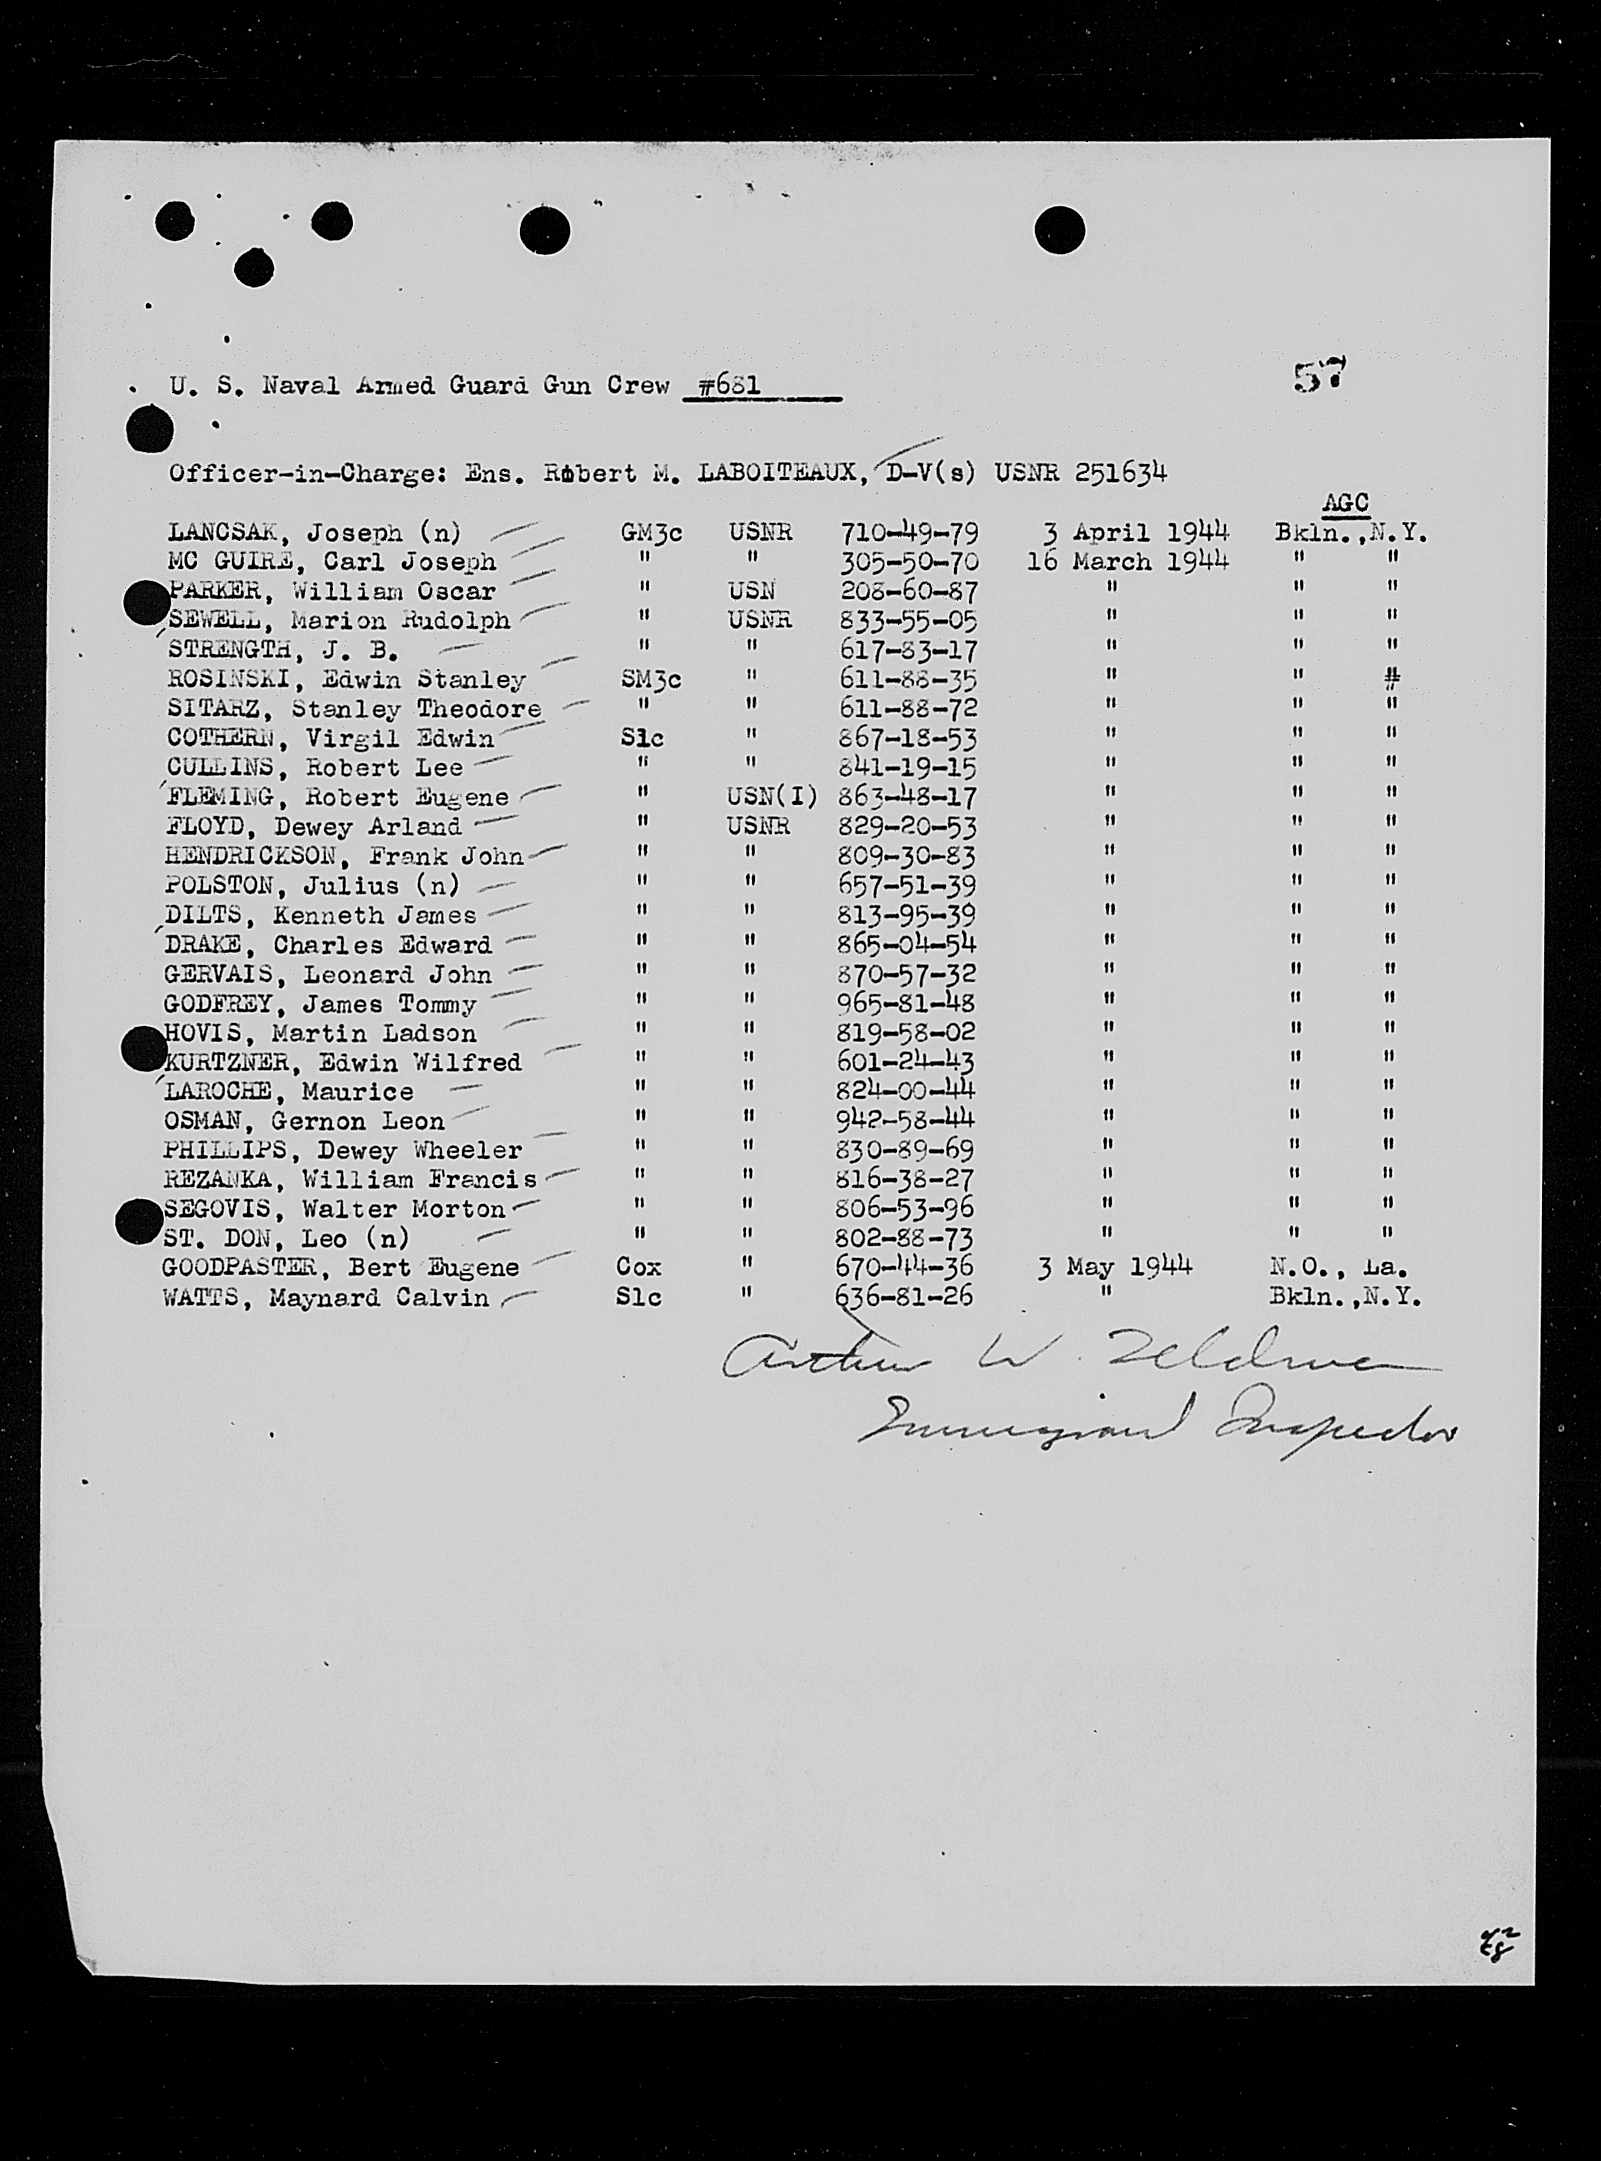 57
U. S. Naval Armed Guard Gun Crew #681
Officer-in-Charge: Ens. Robert M. LABOITEAUX, D-V(s) USNR 251634
AGC
LANCSAK, Joseph (n) GM3c USNR 710-49-79 3 April 1944 Bkln.,N.Y.
MC GUIRE, Carl Joseph " " 305-50-70 16 March 1944 " "
PARKER, William Oscar " USN 208-60-87 " " "
SEWELL, Marion Rudolph " USNR 833-55-05 " " "
STRENGTH, J. B. " " 617-83-17 " " "
ROSINSKI, Edwin Stanley SM3c " 611-88-35 " " #
SITARZ, Stanley Theodore " " 611-88-72 " " "
COTHERN, Virgil Edwin S1c " 867-18-53 " " "
CULLINS, Robert Lee " " 841-19-15 " " "
FLEMING, Robert Eugene " USN(I) 863-48-17 " " "
FLOYD, Dewey Arland " USNR 829-20-53 " " "
HENDRICKSON, Frank John " " 809-30-83 " " "
POLSTON, Julius (n) " " 657-51-39 " " "
DILTS, Kenneth James " " 813-95-39 " " "
DRAKE, Charles Edward " " 865-04-54 " " "
GERVAIS, Leonard John " " 870-57-32 " " "
GODFREY, James Tommy " " 965-81-48 " " "
HOVIS, Martin Ladson " " 819-58-02 " " "
KURTZNER, Edwin Wilfred " " 601-24-43 " " "
LAROCHE, Maurice " " 824-00-44 " " "
OSMAN, Gernon Leon " " 942-58-44 " " "
PHILLIPS, Dewey Wheeler " " 830-89-69 " " "
REZANKA, William Francis " " 816-38-27 " " "
SEGOVIS, Walter Morton " " 806-53-96 " " "
ST. DON, Leo (n) " " 802-88-73 " " "
GOODPASTER, Bert Eugene Cox " 670-44-36 3 May 1944 N.O., La.
WATTS, Maynard Calvin S1c " 636-81-26 " Bkln.,N.Y.
Arthur W.
Immigrant Inspector